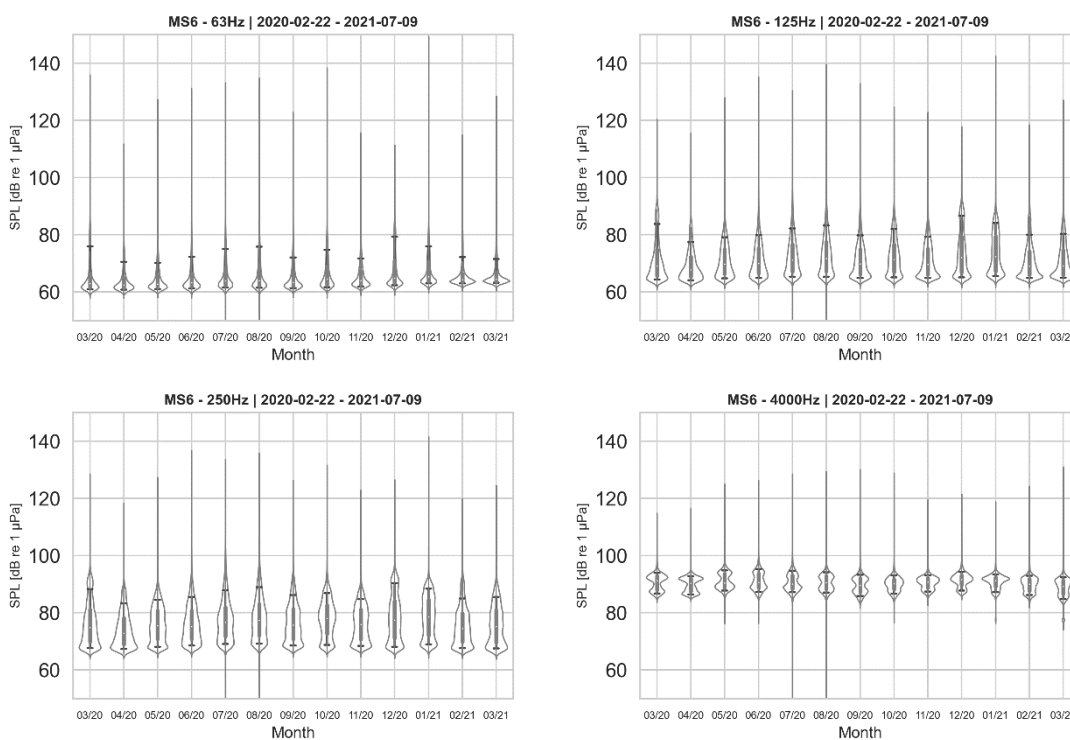 MS6 - 63Hz | 2020-02-22 - 2021-07-09
SPL [dB re 1 µPa]
140
120
100
80
60
03/20 04/20 05/20 06/20 07/20 08/20 09/20 10/20 11/20 12/20 01/21 02/21 03/21
Month
MS6 - 125Hz | 2020-02-22 - 2021-07-09
SPL [dB re 1 µPa]
140
120
100
80
60
03/20 04/20 05/20 06/20 07/20 08/20 09/20 10/20 11/20 12/20 01/21 02/21 03/2
Month
MS6 - 250Hz | 2020-02-22 - 2021-07-09
SPL [dB re 1 µPa]
140
120
100
80
60
03/20 04/20 05/20 06/20 07/20 08/20 09/20 10/20 11/20 12/20 01/21 02/21 03/21
Month
MS6 - 4000Hz | 2020-02-22 - 2021-07-09
SPL [dB re 1 µPa]
140
120
100
80
60
03/20 04/20 05/20 06/20 07/20 08/20 09/20 10/20 11/20 12/20 01/21 02/21 03/2
Month